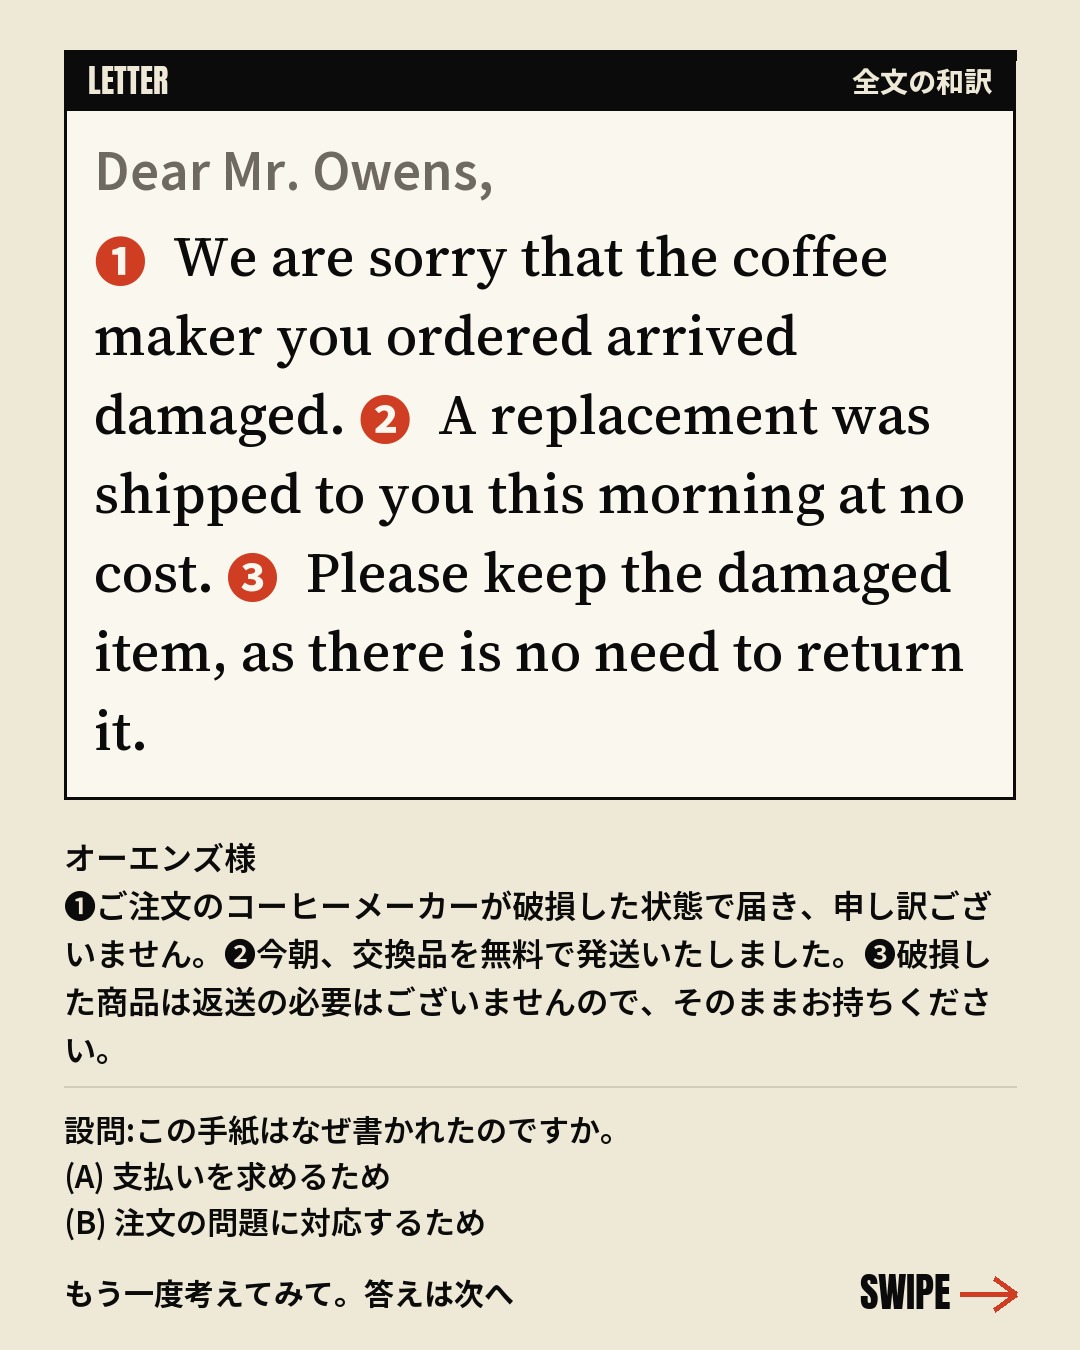 LETTER
全文の和訳
Dear Mr. Owens,
❶ We are sorry that the coffee
maker you ordered arrived
damaged. ❷ A replacement was
shipped to you this morning at no
cost. ❸ Please keep the damaged
item, as there is no need to return
it.
オーエンズ様
❶ご注文のコーヒーメーカーが破損した状態で届き、申し訳ござ
いません。❷今朝、交換品を無料で発送いたしました。❸破損し
た商品は返送の必要はございませんので、そのままお持ちくださ
い。
設問:この手紙はなぜ書かれたのですか。
(A) 支払いを求めるため
(B) 注文の問題に対応するため
もう一度考えてみて。答えは次へ
SWIPE